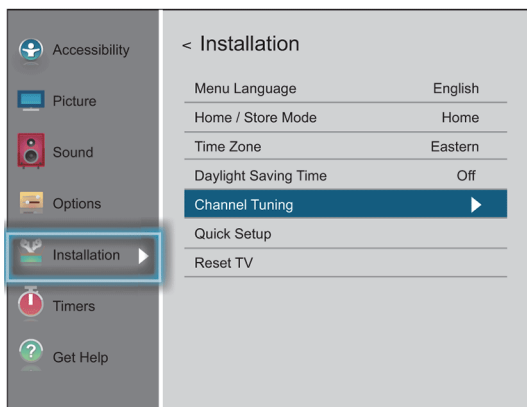 Accessibility
Picture
Sound
Options
Installation
Timers
Get Help
< Installation
Menu Language English
Home / Store Mode Home
Time Zone Eastern
Daylight Saving Time Off
Channel Tuning
Quick Setup
Reset TV